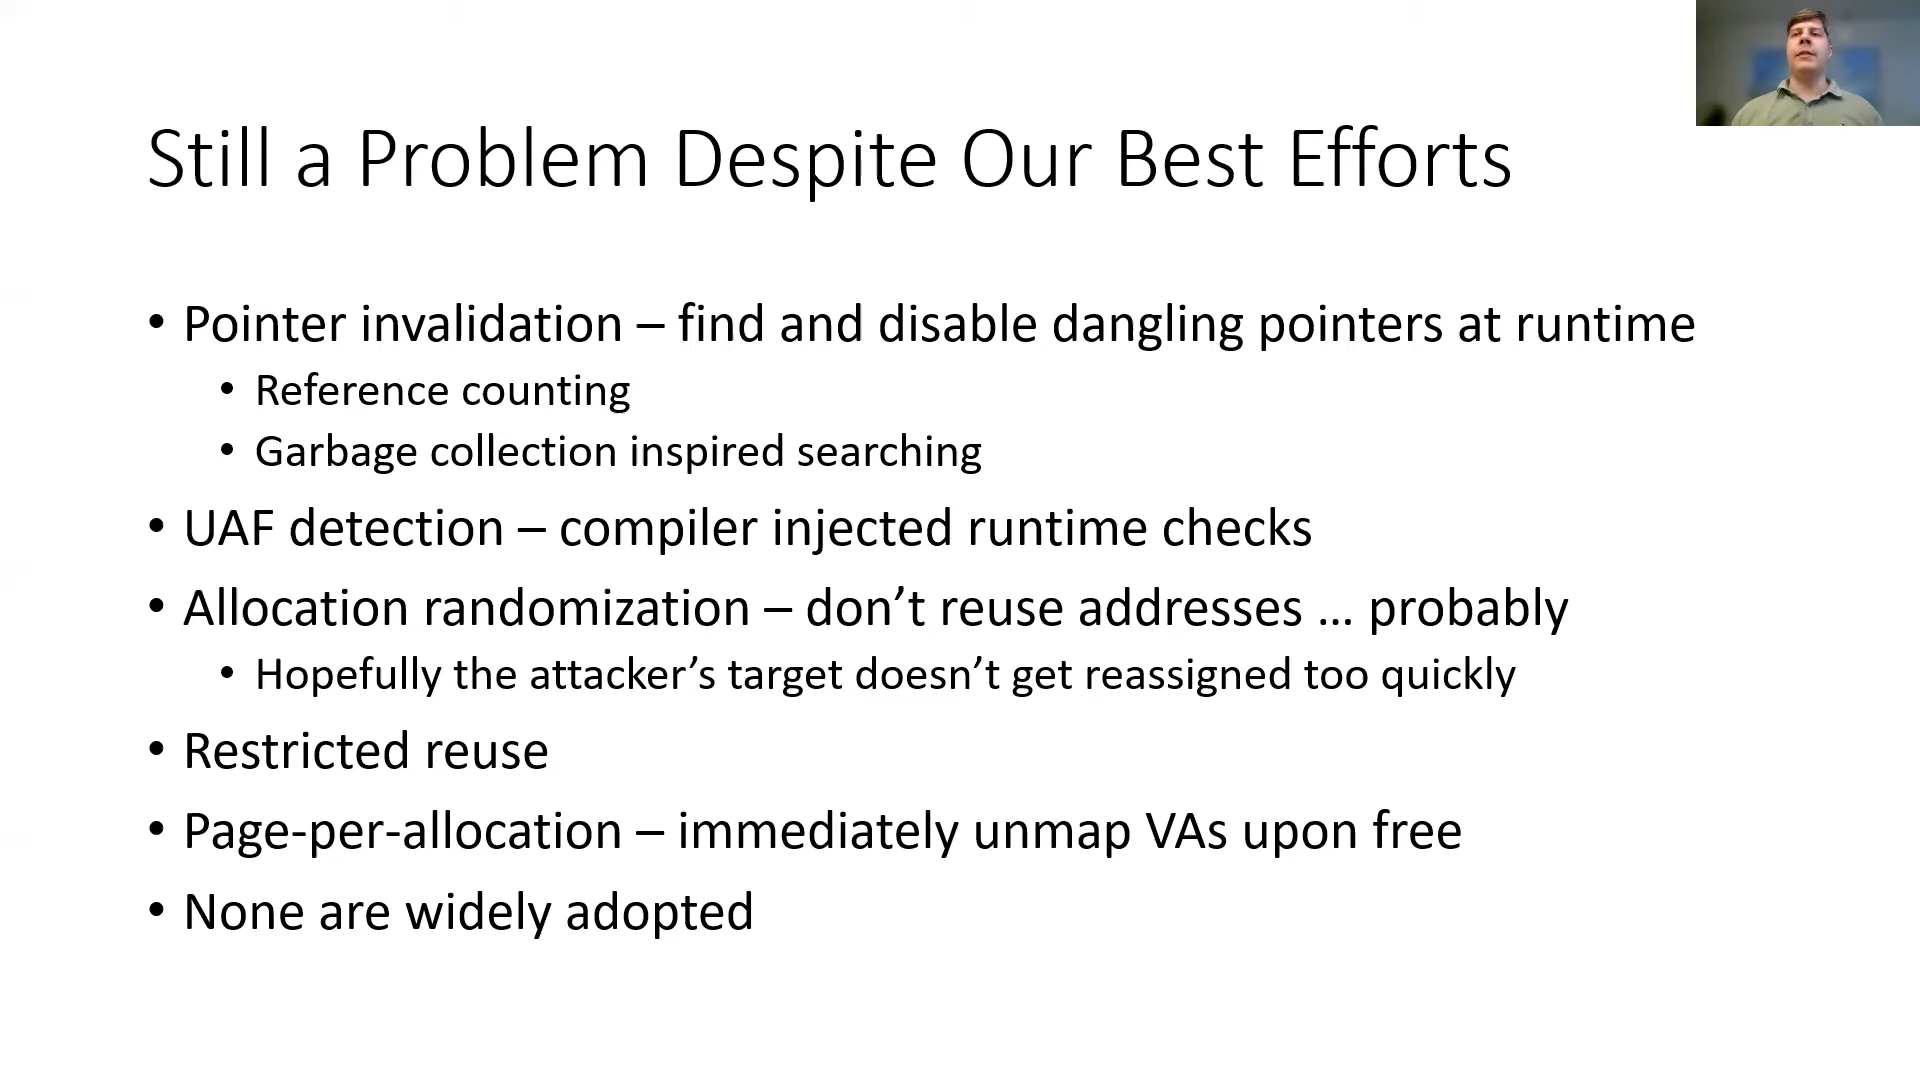 Still a Problem Despite Our Best Efforts
• Pointer invalidation – find and disable dangling pointers at runtime
• Reference counting
• Garbage collection inspired searching
• UAF detection – compiler injected runtime checks
• Allocation randomization – don’t reuse addresses … probably
• Hopefully the attacker’s target doesn’t get reassigned too quickly
• Restricted reuse
• Page-per-allocation – immediately unmap VAs upon free
• None are widely adopted